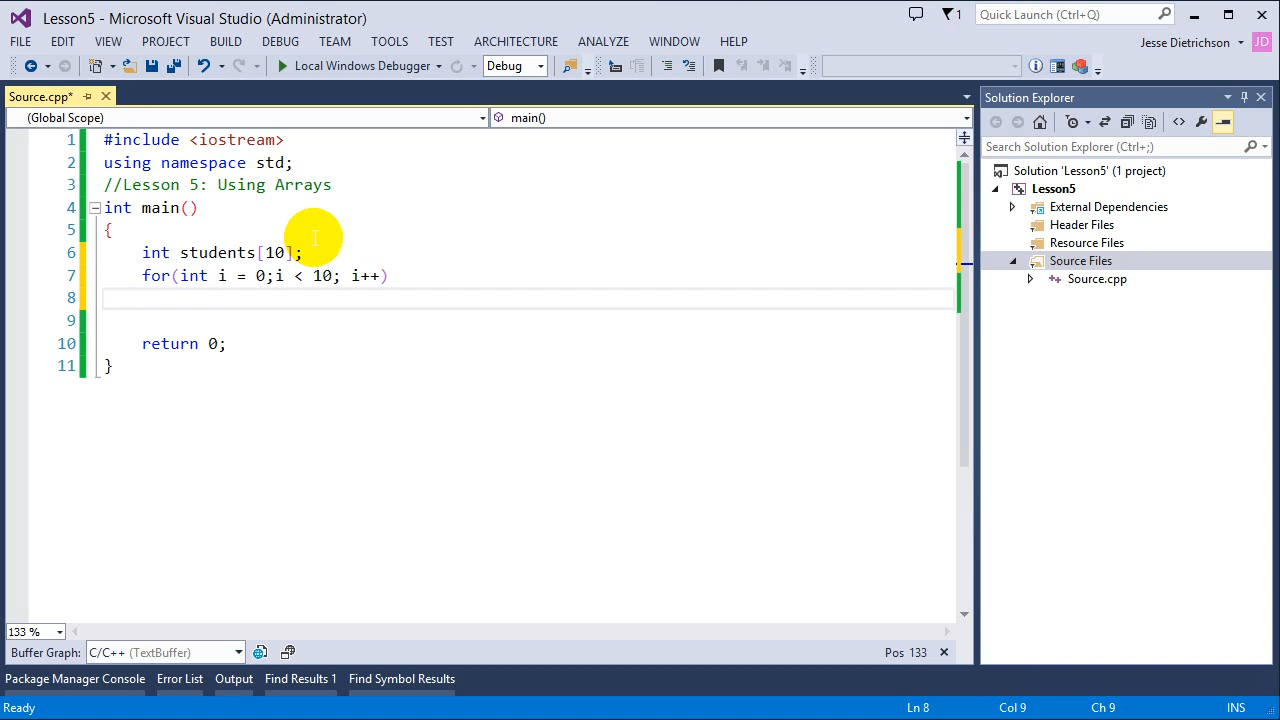 Lesson5 - Microsoft Visual Studio (Administrator)
1
Quick Launch (Ctrl+Q)
FILE EDIT VIEW PROJECT BUILD DEBUG TEAM TOOLS TEST ARCHITECTURE ANALYZE WINDOW HELP
Jesse Dietrichson JD
Local Windows Debugger Debug
Source.cpp*
(Global Scope) main()
1 #include <iostream>
2 using namespace std;
3 //Lesson 5: Using Arrays
4 int main()
5 {
6 int students[10];
7 for(int i = 0;i < 10; i++)
8
9
10 return 0;
11 }
133 %
Buffer Graph: C/C++ (TextBuffer) Pos 133
Solution Explorer
Search Solution Explorer (Ctrl+;)
Solution 'Lesson5' (1 project)
Lesson5
External Dependencies
Header Files
Resource Files
Source Files
Source.cpp
Package Manager Console Error List Output Find Results 1 Find Symbol Results
Ready Ln 8 Col 9 Ch 9 INS